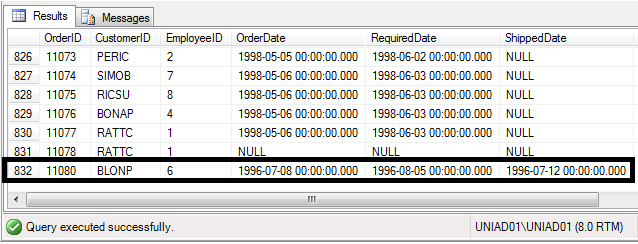 Results Messages
OrderID CustomerID EmployeeID OrderDate RequiredDate ShippedDate
826 11073 PERIC 2 1998-05-05 00:00:00.000 1998-06-02 00:00:00.000 NULL
827 11074 SIMOB 7 1998-05-06 00:00:00.000 1998-06-03 00:00:00.000 NULL
828 11075 RICSU 8 1998-05-06 00:00:00.000 1998-06-03 00:00:00.000 NULL
829 11076 BONAP 4 1998-05-06 00:00:00.000 1998-06-03 00:00:00.000 NULL
830 11077 RATTC 1 1998-05-06 00:00:00.000 1998-06-03 00:00:00.000 NULL
831 11078 RATTC 1 NULL NULL NULL
832 11080 BLONP 6 1996-07-08 00:00:00.000 1996-08-05 00:00:00.000 1996-07-12 00:00:00.000
Query executed successfully. UNIAD01\UNIAD01 (8.0 RTM)